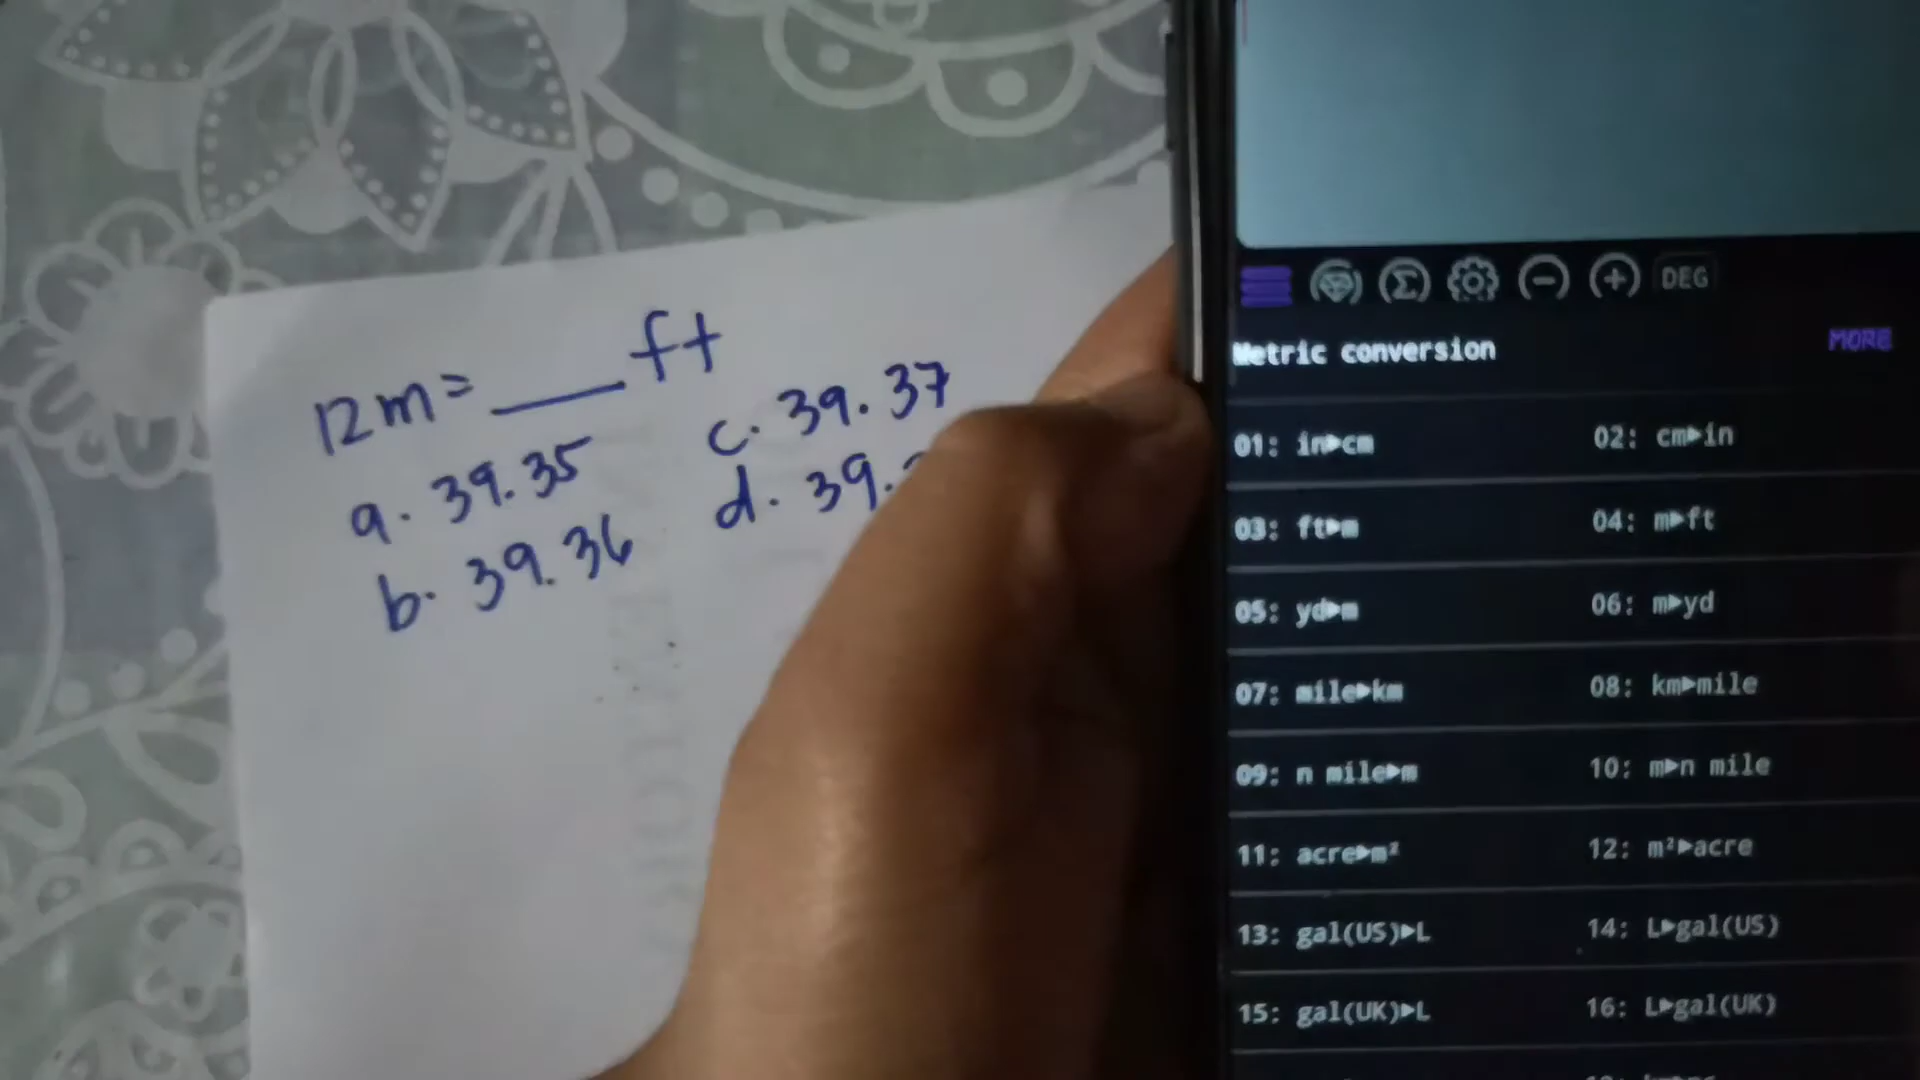 12m= ___ ft
a. 39.35
b. 39.36
c. 39.37
d. 39.
DEG
Metric conversion MORE
01: in▶cm 02: cm▶in
03: ft▶m 04: m▶ft
05: yd▶m 06: m▶yd
07: mile▶km 08: km▶mile
09: n mile▶m 10: m▶n mile
11: acre▶m² 12: m²▶acre
13: gal(US)▶L 14: L▶gal(US)
15: gal(UK)▶L 16: L▶gal(UK)